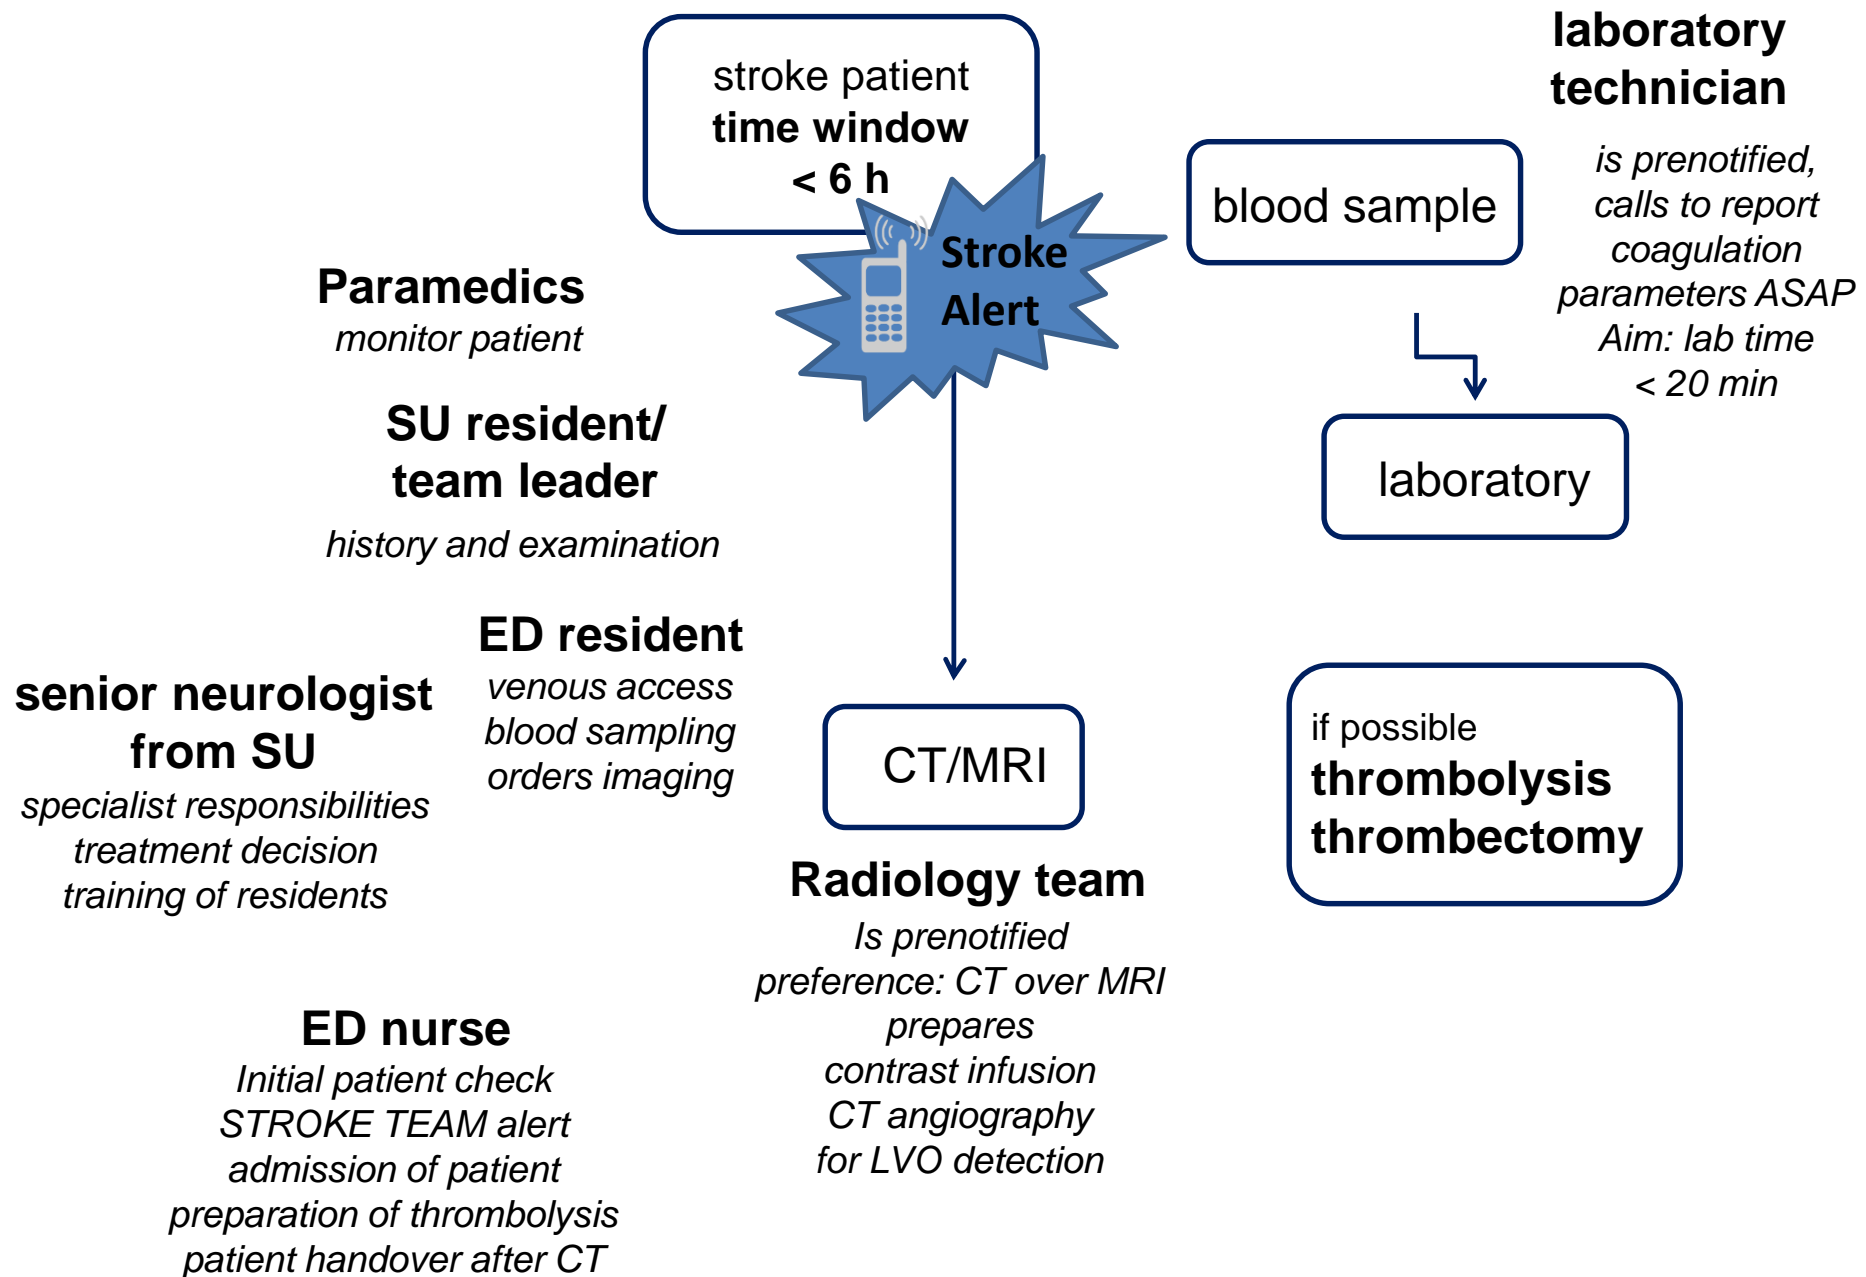 stroke patient
time window
< 6 h
Stroke
Alert
laboratory
technician
is prenotified,
calls to report
coagulation
parameters ASAP
Aim: lab time
< 20 min
blood sample
laboratory
Paramedics
monitor patient
SU resident/
team leader
history and examination
ED resident
venous access
blood sampling
orders imaging
senior neurologist
from SU
specialist responsibilities
treatment decision
training of residents
CT/MRI
if possible
thrombolysis
thrombectomy
Radiology team
Is prenotified
preference: CT over MRI
prepares
contrast infusion
CT angiography
for LVO detection
ED nurse
Initial patient check
STROKE TEAM alert
admission of patient
preparation of thrombolysis
patient handover after CT